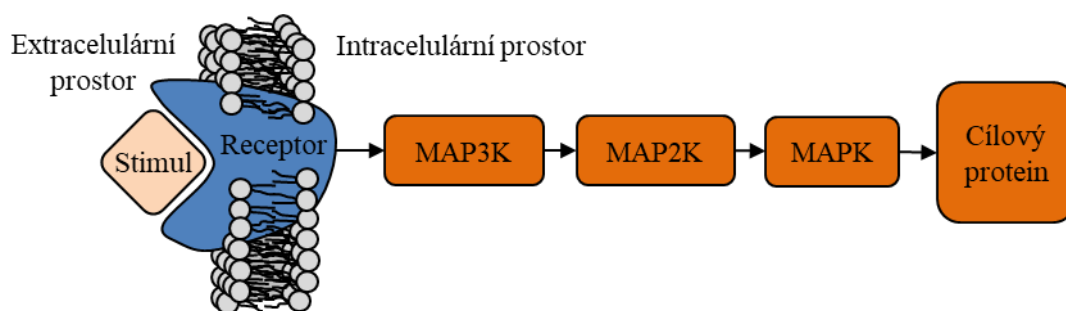 Extracelulární
prostor
Intracelulární prostor
Stimul
Receptor
MAP3K
MAP2K
MAPK
Cílový
protein